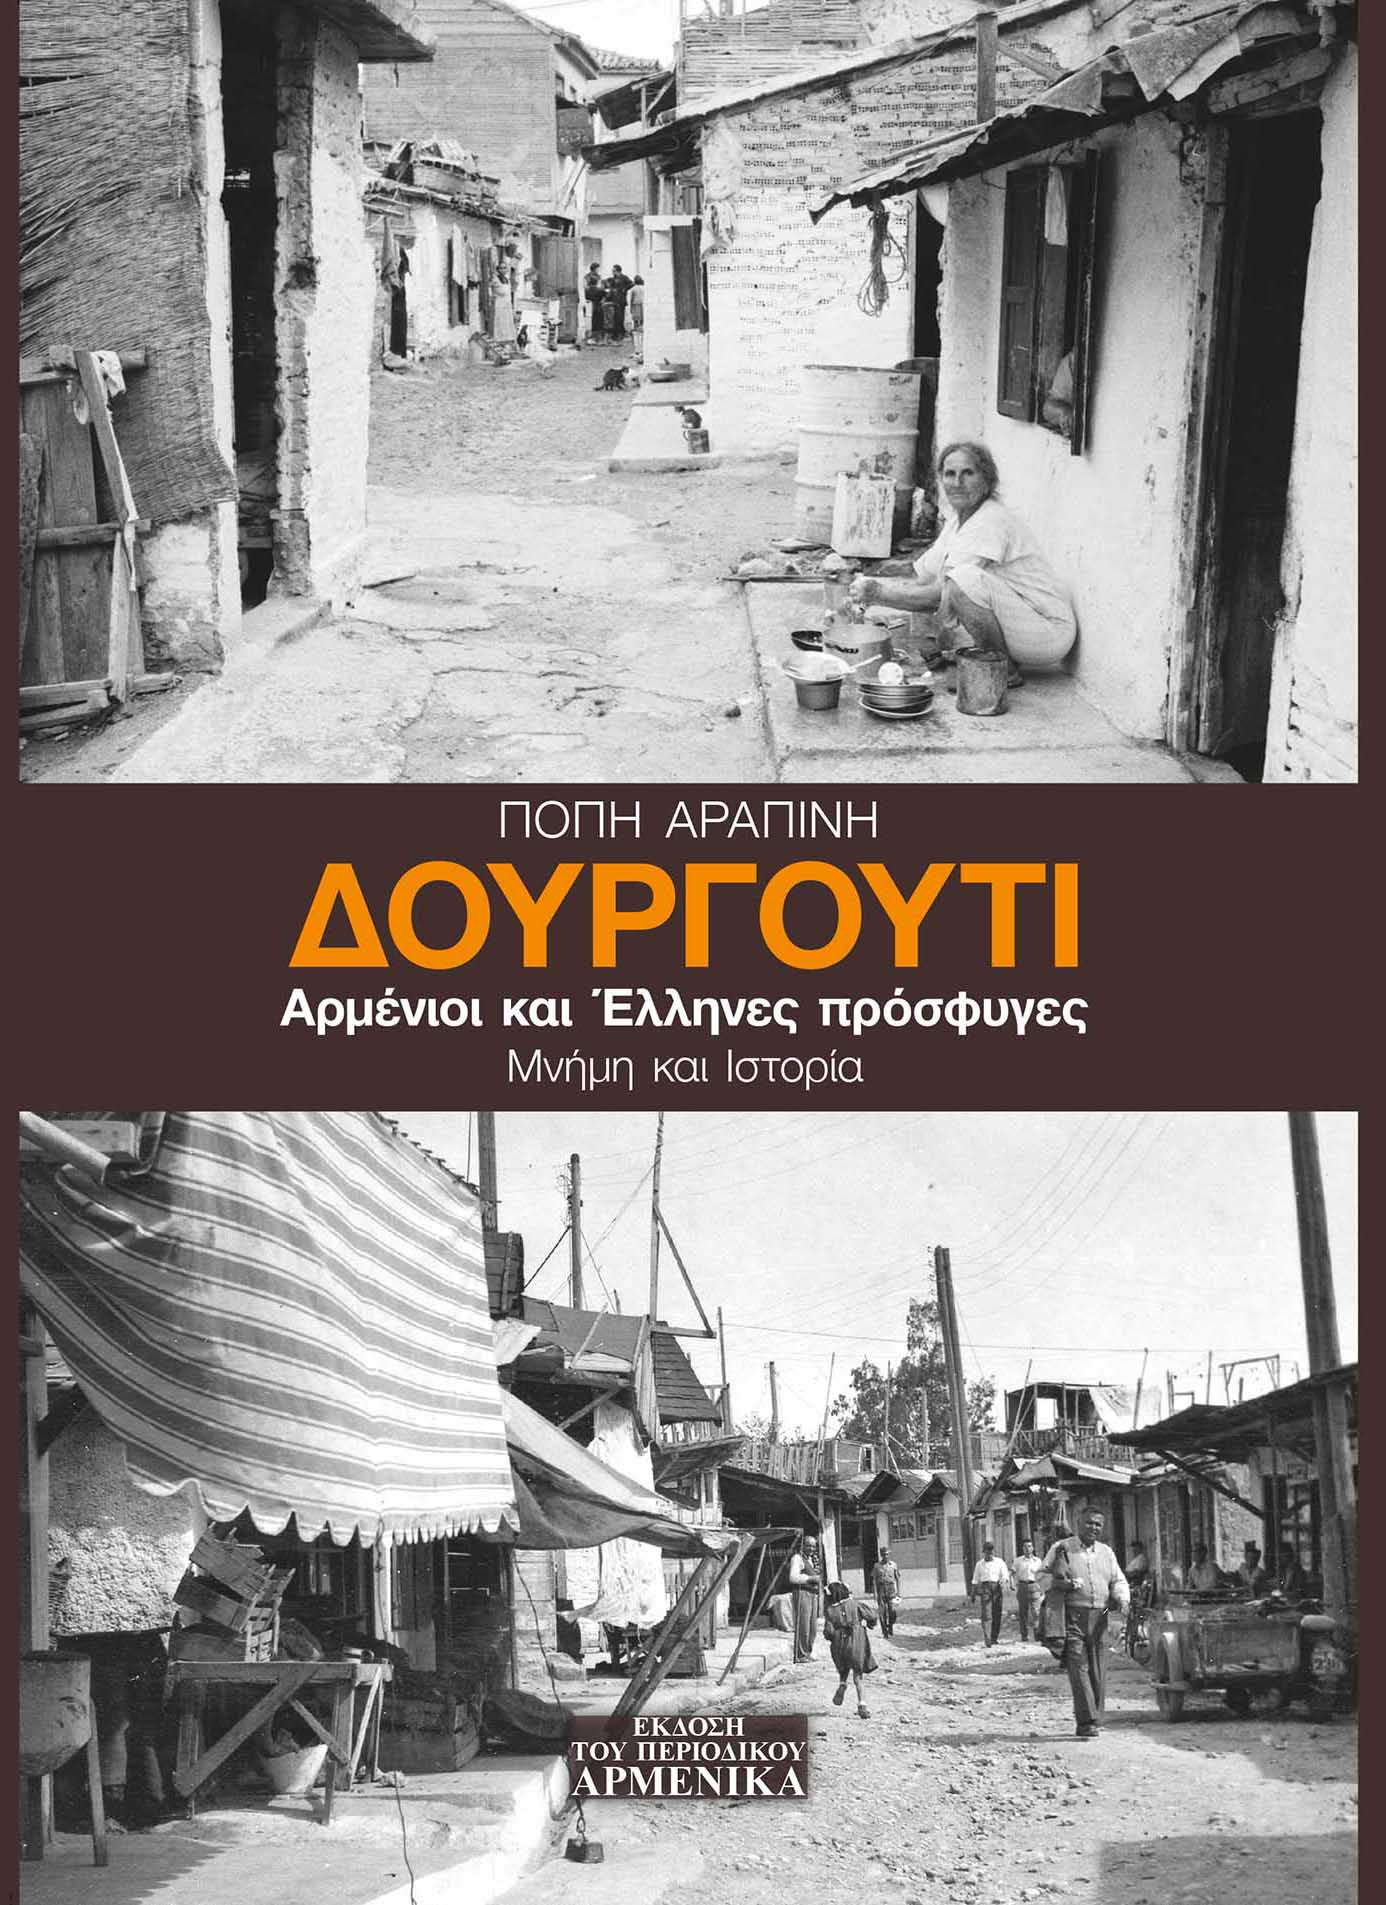 ΠΟΠΗ ΑΡΑΠΙΝΗ
ΔΟΥΡΓΟΥΤΙ
Αρμένιοι και Έλληνες πρόσφυγες
Μνήμη και Ιστορία
ΕΚΔΟΣΗ
ΤΟΥ ΠΕΡΙΟΔΙΚΟΥ
ΑΡΜΕΝΙΚΑ